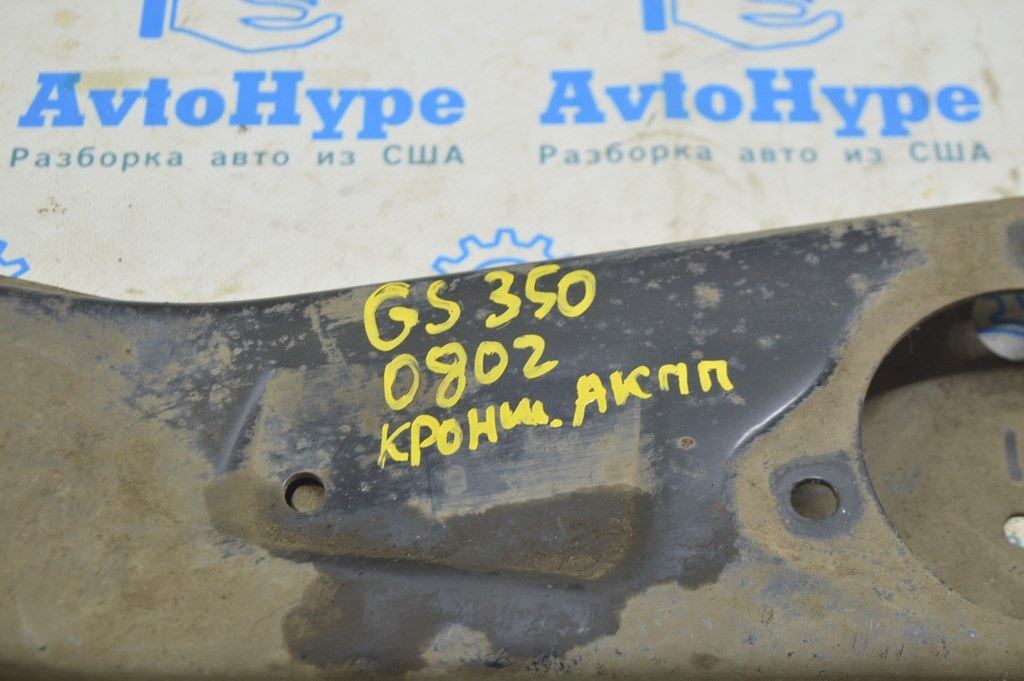 AvtoHype AvtoHype
Разборка авто из США Разборка авто из США
GS 350
0802
КРОНШ. АКПП